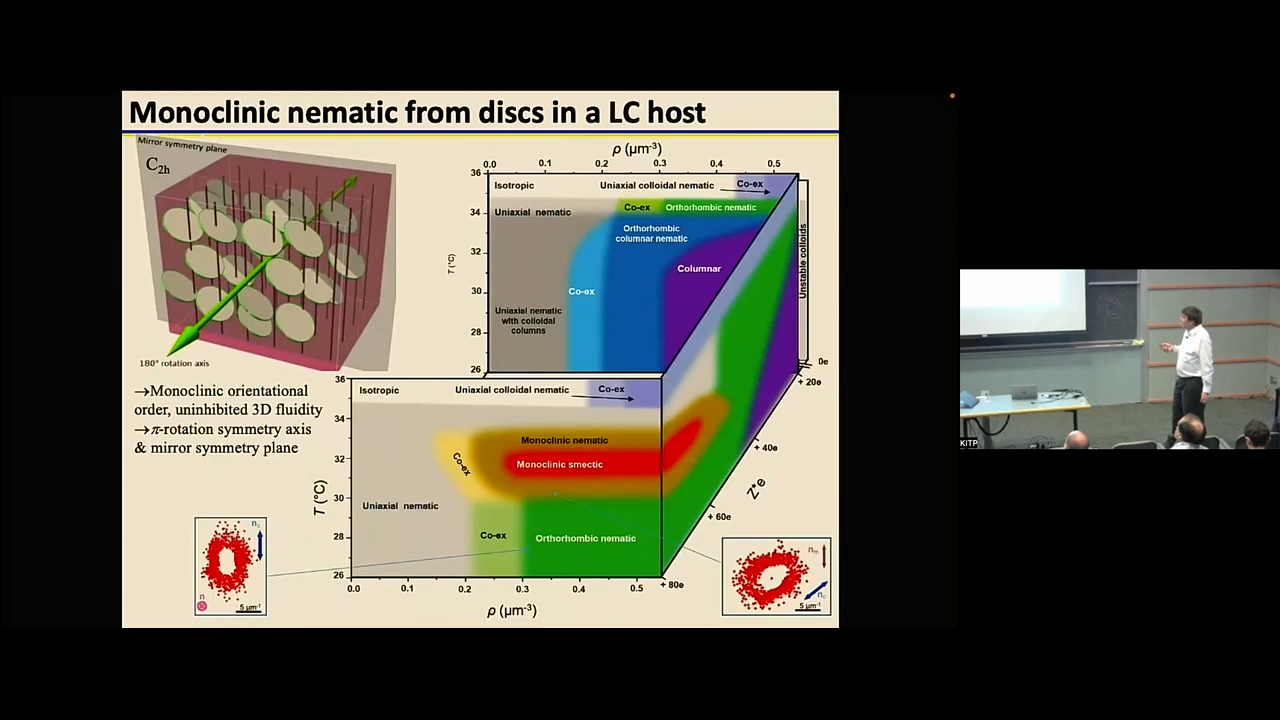 Monoclinic nematic from discs in a LC host
Mirror symmetry plane
C2h
180° rotation axis
→Monoclinic orientational
order, uninhibited 3D fluidity
→π-rotation symmetry axis
& mirror symmetry plane
ρ (μm-3)
0.0 0.1 0.2 0.3 0.4 0.5
36
34
32
30
28
26
T (°C)
Isotropic
Uniaxial colloidal nematic
Co-ex
Uniaxial nematic
Co-ex
Orthorhombic nematic
Orthorhombic
columnar nematic
Columnar
Co-ex
Uniaxial nematic
with colloidal
columns
Unstable colloids
0e
+ 20e
+ 40e
+ 60e
+ 80e
Z*e
36
34
32
30
28
26
T (°C)
Isotropic
Uniaxial colloidal nematic
Co-ex
Monoclinic nematic
Co-ex
Monoclinic smectic
Uniaxial nematic
Co-ex
Orthorhombic nematic
0.0 0.1 0.2 0.3 0.4 0.5
ρ (μm-3)
nc
n
5 μm-1
nm
nc
5 μm-1
KITP